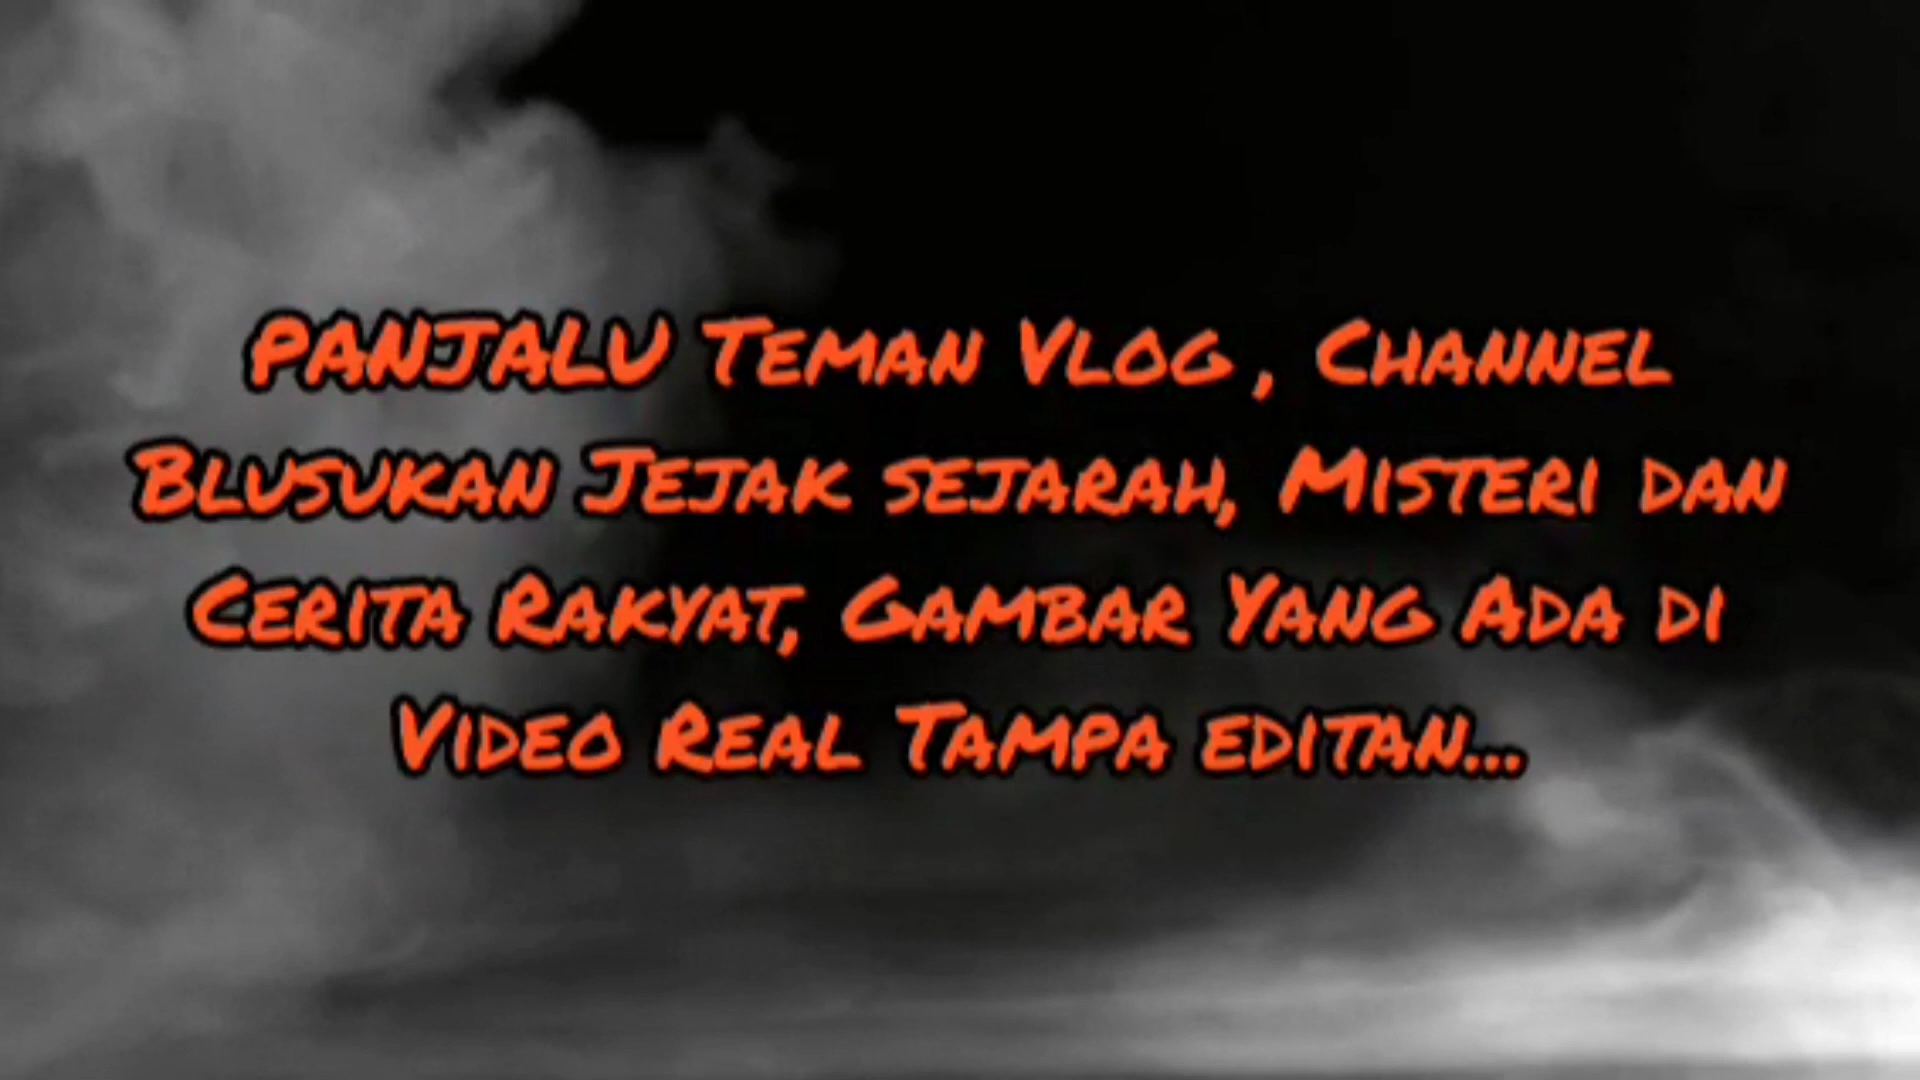 PANJALU Teman Vlog , Channel
Blusukan Jejak sejarah, Misteri dan
Cerita Rakyat, Gambar Yang Ada di
Video Real Tampa editan...